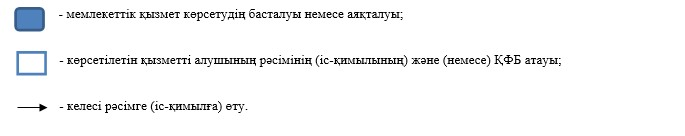 - мемлекеттік қызмет көрсетудің басталуы немесе аяқталуы;
- көрсетілетін қызметті алушының рәсімінің (іс-қимылының) және (немесе) ҚФБ атауы;
- келесі рәсімге (іс-қимылға) өту.